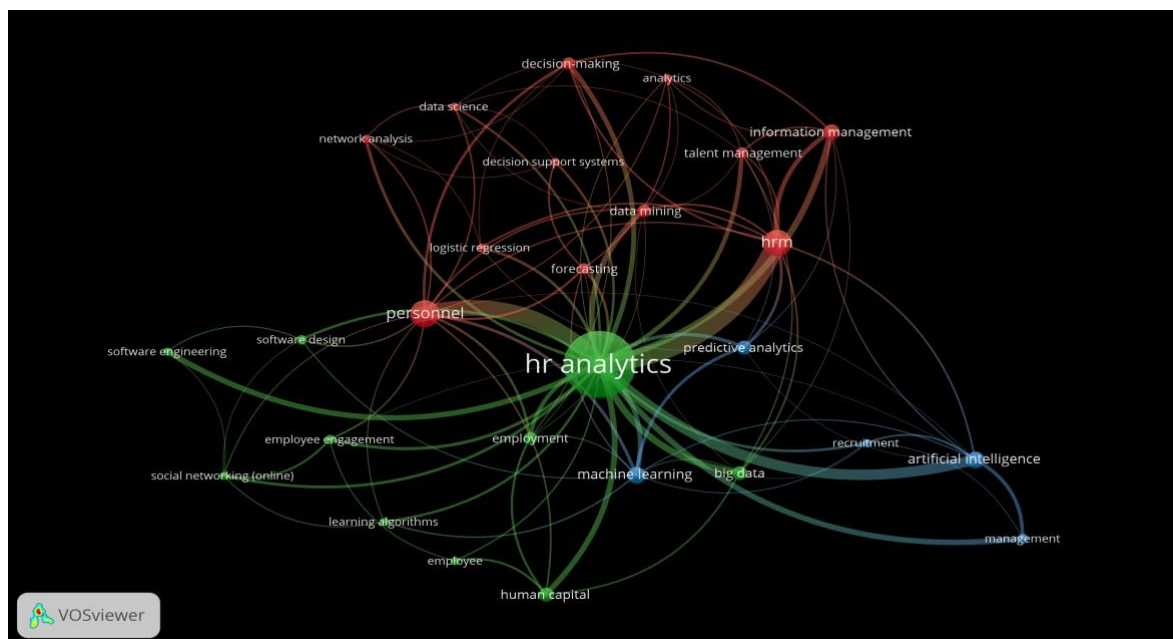 decision-making
analytics
data science
information management
network analysis
talent management
decision support systems
data mining
hrm
logistic regression
forecasting
personnel
software design
software engineering
predictive analytics
hr analytics
employee engagement
employment
recruitment
artificial intelligence
social networking (online)
machine learning
big data
learning algorithms
management
employee
human capital
VOSviewer